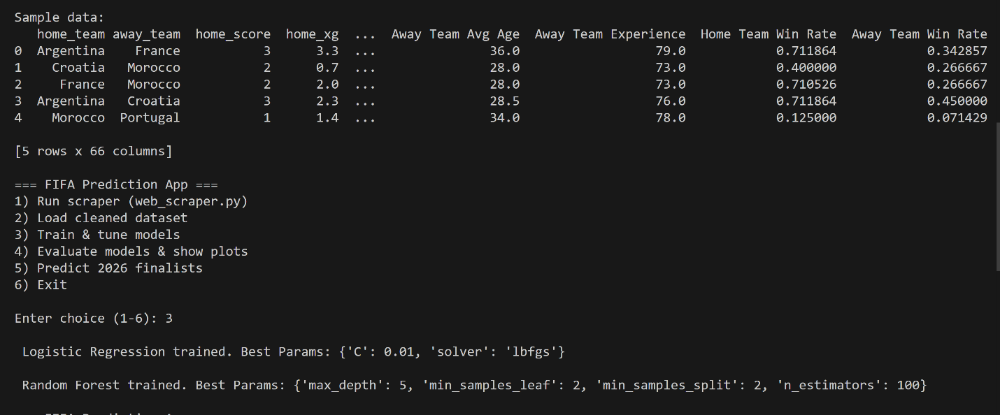 Sample data:
home_team away_team home_score home_xg ... Away Team Avg Age Away Team Experience Home Team Win Rate Away Team Win Rate
0 Argentina France 3 3.3 ... 36.0 79.0 0.711864 0.342857
1 Croatia Morocco 2 0.7 ... 28.0 73.0 0.400000 0.266667
2 France Morocco 2 2.0 ... 28.0 73.0 0.710526 0.266667
3 Argentina Croatia 3 2.3 ... 28.5 76.0 0.711864 0.450000
4 Morocco Portugal 1 1.4 ... 34.0 78.0 0.125000 0.071429
[5 rows x 66 columns]
=== FIFA Prediction App ===
1) Run scraper (web_scraper.py)
2) Load cleaned dataset
3) Train & tune models
4) Evaluate models & show plots
5) Predict 2026 finalists
6) Exit
Enter choice (1-6): 3
Logistic Regression trained. Best Params: {'C': 0.01, 'solver': 'lbfgs'}
Random Forest trained. Best Params: {'max_depth': 5, 'min_samples_leaf': 2, 'min_samples_split': 2, 'n_estimators': 100}